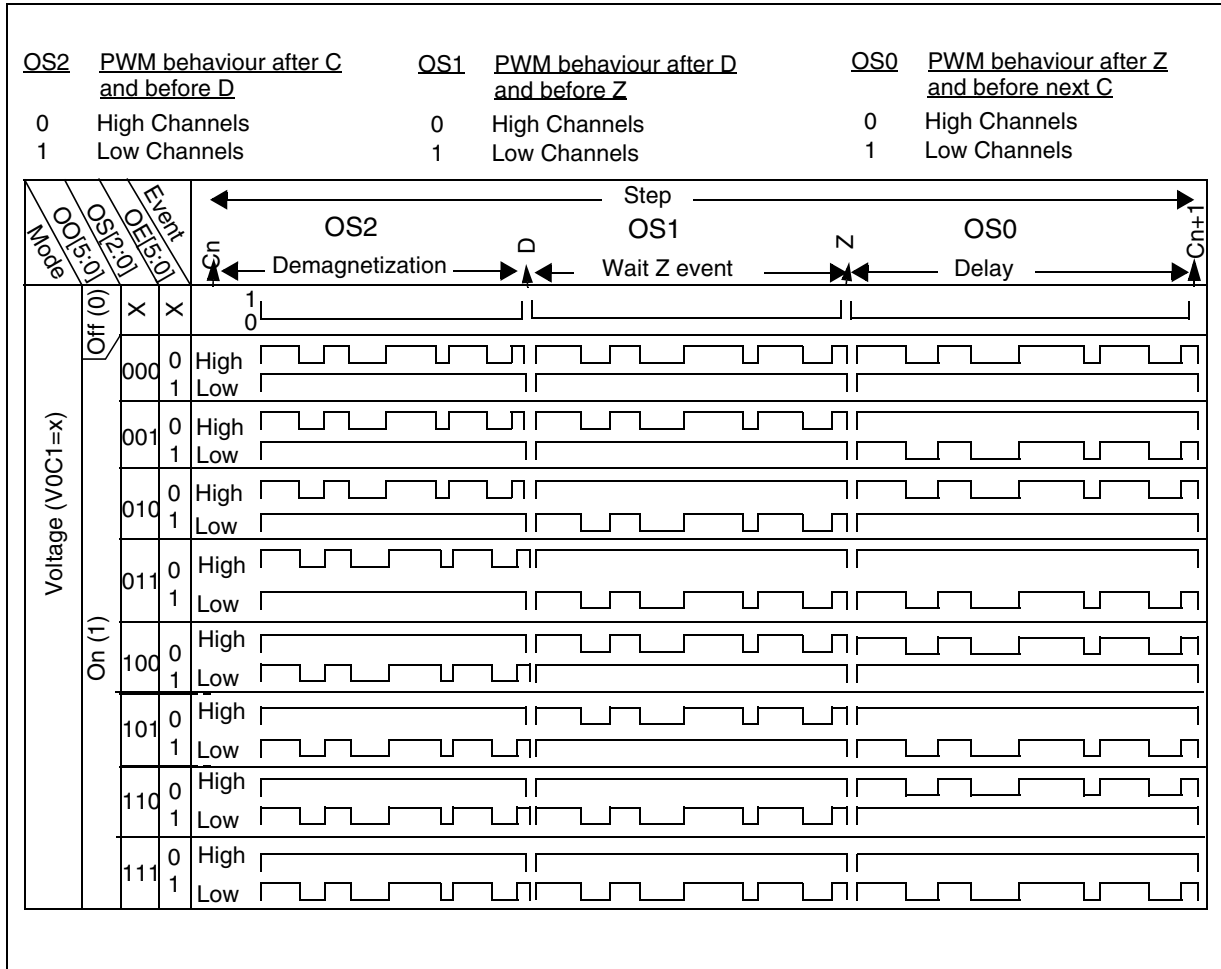 OS2 PWM behaviour after C
and before D
0 High Channels
1 Low Channels
OS1 PWM behaviour after D
and before Z
0 High Channels
1 Low Channels
OS0 PWM behaviour after Z
and before next C
0 High Channels
1 Low Channels
Mode
OO[5:0]
OS[2:0]
OE[5:0]
Event
Step
Cn
OS2
Demagnetization
D
OS1
Wait Z event
Z
OS0
Delay
Cn+1
Voltage (V0C1=x)
Off (0)
X
X
1
0
On (1)
000
0 High
1 Low
001
0 High
1 Low
010
0 High
1 Low
011
0 High
1 Low
100
0 High
1 Low
101
0 High
1 Low
110
0 High
1 Low
111
0 High
1 Low